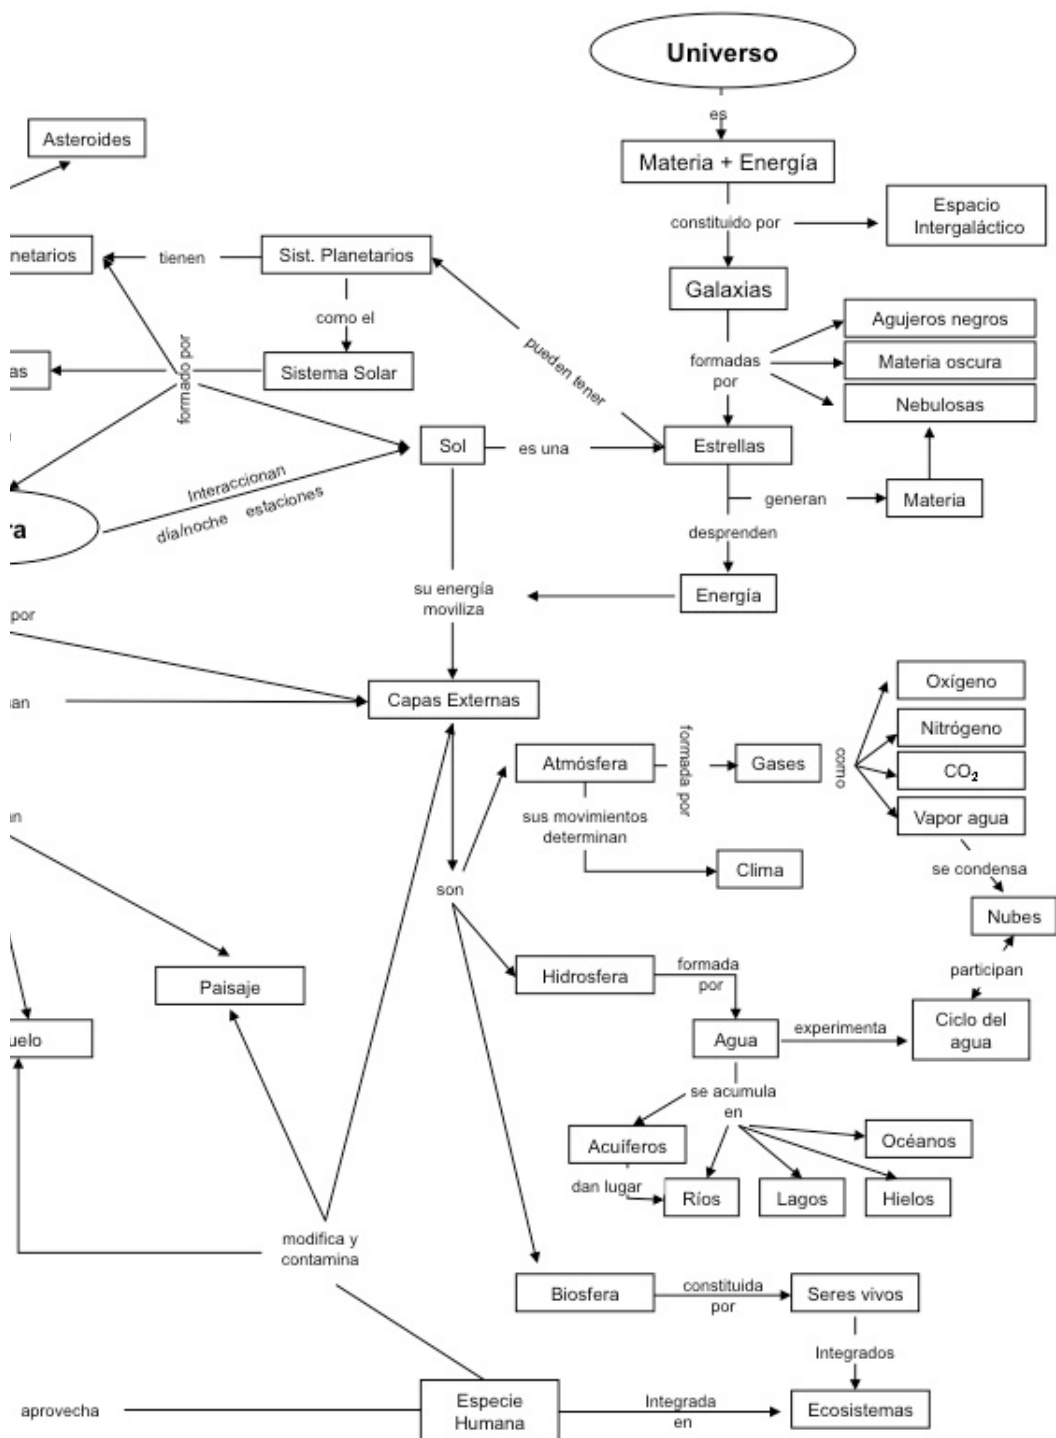 Universo
es
Asteroides
Materia + Energía
constituido por
Espacio
Intergaláctico
netarios
tienen
Sist. Planetarios
Galaxias
como el
pueden tener
Agujeros negros
formadas
por
Materia oscura
as
formado por
Sistema Solar
Nebulosas
Sol
es una
Estrellas
Interaccionan
día/noche estaciones
generan
Materia
ra
desprenden
su energía
moviliza
Energía
por
Capas Externas
Oxígeno
formada por
Nitrógeno
Atmósfera
Gases
como
CO₂
sus movimientos
determinan
Vapor agua
an
Clima
se condensa
son
Nubes
Hidrosfera
formada
por
participan
Paisaje
uelo
Agua
experimenta
Ciclo del
agua
se acumula
en
Acuíferos
Océanos
dan lugar
Ríos
Lagos
Hielos
modifica y
contamina
Biosfera
constituida
por
Seres vivos
Integrados
aprovecha
Especie
Humana
Integrada
en
Ecosistemas